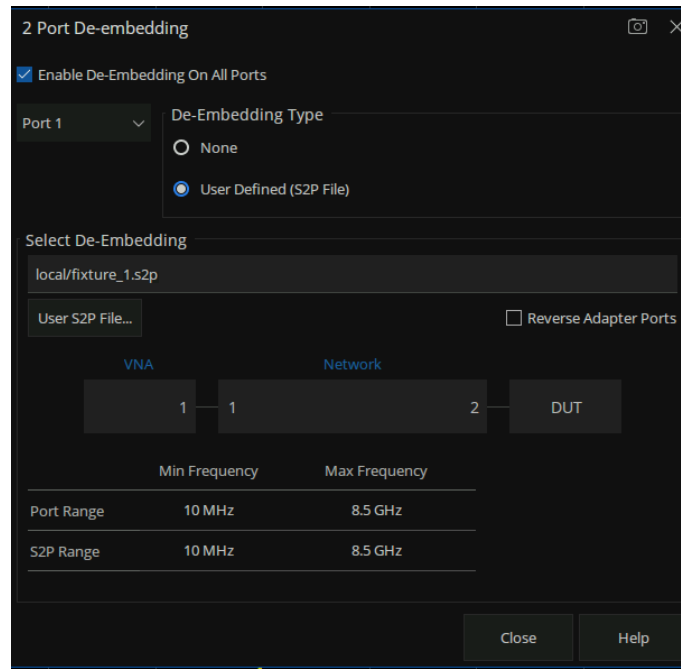 2 Port De-embedding
Enable De-Embedding On All Ports
Port 1
De-Embedding Type
None
User Defined (S2P File)
Select De-Embedding
local/fixture_1.s2p
User S2P File...
Reverse Adapter Ports
VNA Network
1 1 2 DUT
Min Frequency Max Frequency
Port Range 10 MHz 8.5 GHz
S2P Range 10 MHz 8.5 GHz
Close Help